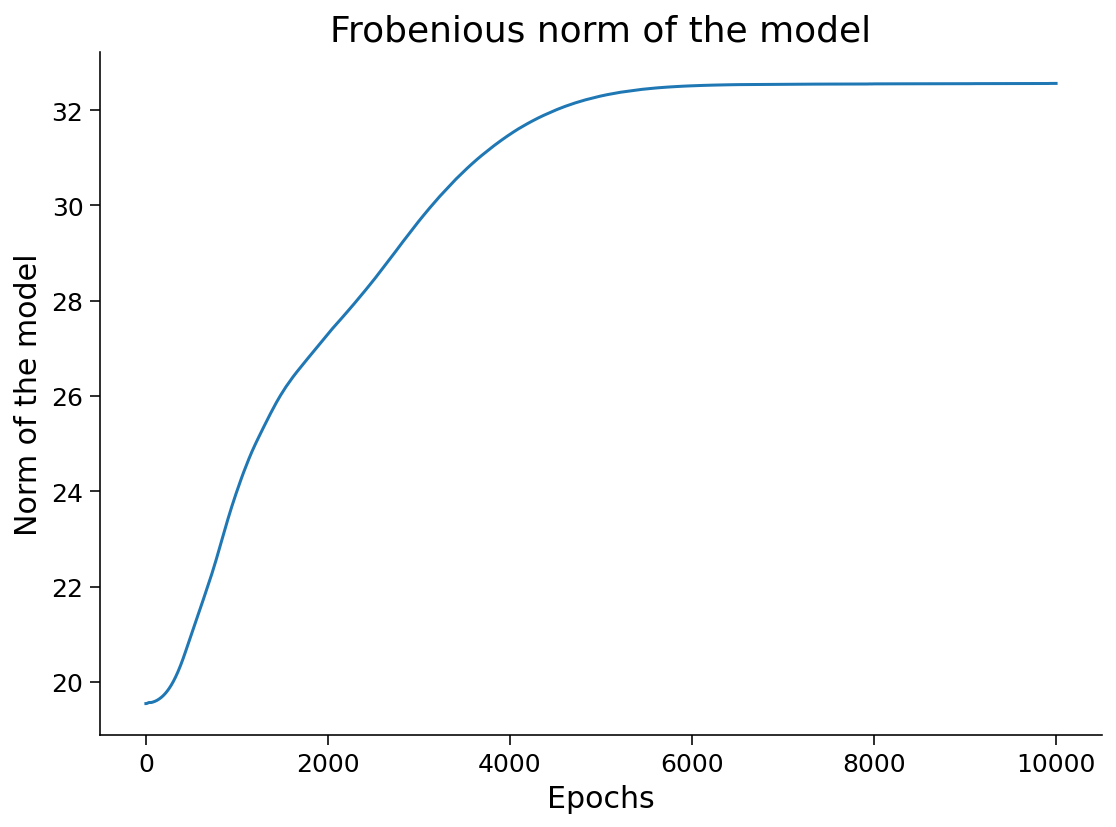 Frobenious norm of the model
Norm of the model
32
30
28
26
24
22
20
0 2000 4000 6000 8000 10000
Epochs